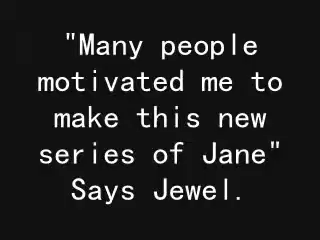 "Many people
motivated me to
make this new
series of Jane"
Says Jewel.